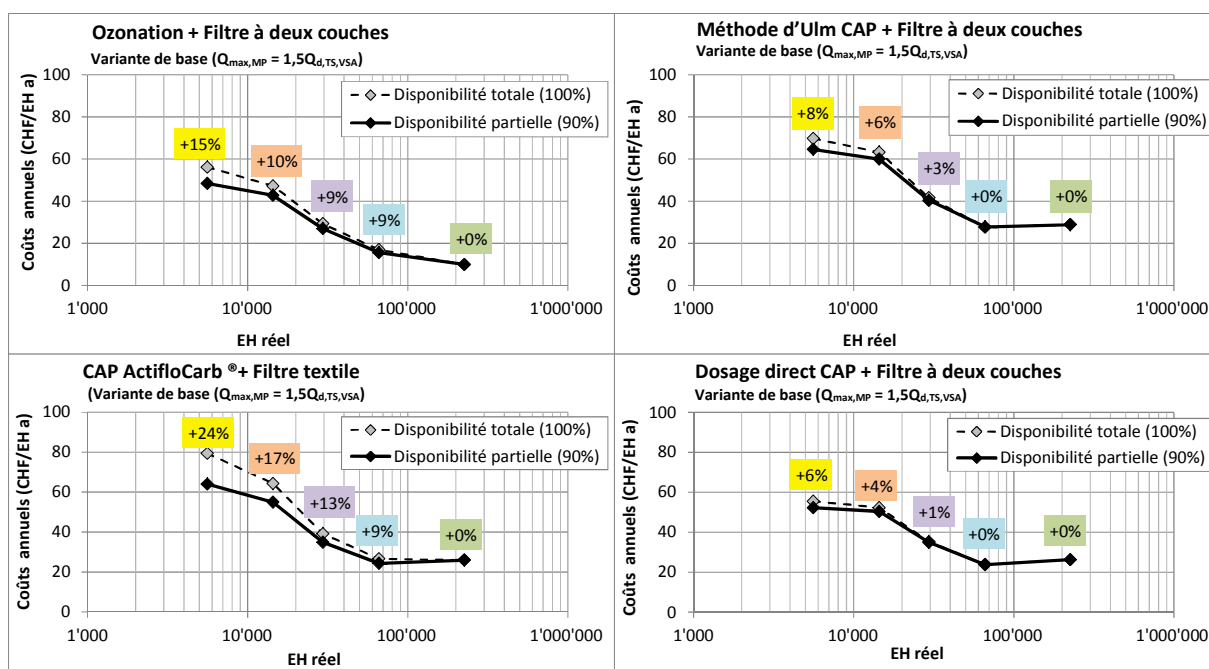 Ozonation + Filtre à deux couches
Variante de base (Qmax,MP = 1,5Qd,TS,VSA)
Coûts annuels (CHF/EH a)
100
80
60
40
20
0
Disponibilité totale (100%)
Disponibilité partielle (90%)
+15%
+10%
+9%
+9%
+0%
1'000
10'000
100'000
1'000'000
EH réel
Méthode d'Ulm CAP + Filtre à deux couches
Variante de base (Qmax,MP = 1,5Qd,TS,VSA)
Coûts annuels (CHF/EH a)
100
80
60
40
20
0
Disponibilité totale (100%)
Disponibilité partielle (90%)
+8%
+6%
+3%
+0%
+0%
1'000
10'000
100'000
1'000'000
EH réel
CAP ActifloCarb ®+ Filtre textile
(Variante de base (Qmax,MP = 1,5Qd,TS,VSA)
Coûts annuels (CHF/EH a)
100
80
60
40
20
0
Disponibilité totale (100%)
Disponibilité partielle (90%)
+24%
+17%
+13%
+9%
+0%
1'000
10'000
100'000
1'000'000
EH réel
Dosage direct CAP + Filtre à deux couches
Variante de base (Qmax,MP = 1,5Qd,TS,VSA)
Coûts annuels (CHF/EH a)
100
80
60
40
20
0
Disponibilité totale (100%)
Disponibilité partielle (90%)
+6%
+4%
+1%
+0%
+0%
1'000
10'000
100'000
1'000'000
EH réel